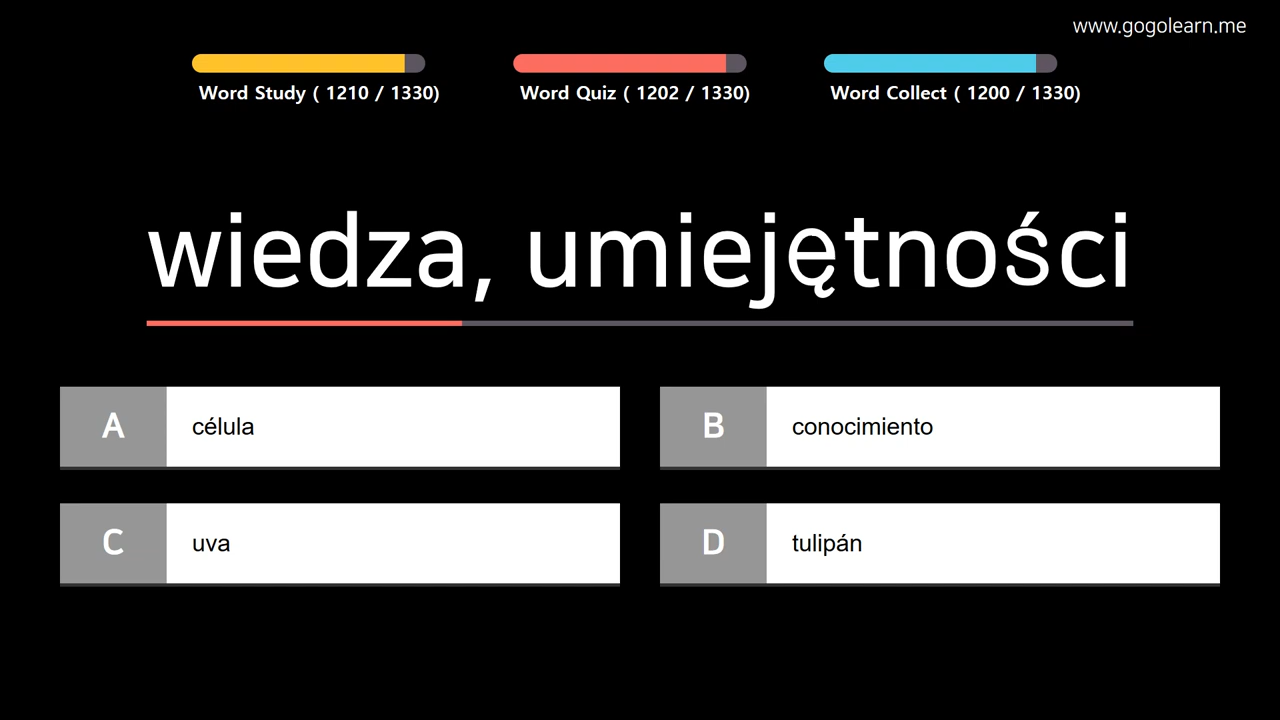 www.gogolearn.me
Word Study ( 1210 / 1330)
Word Quiz ( 1202 / 1330)
Word Collect ( 1200 / 1330)
wiedza, umiejętności
A célula
B conocimiento
C uva
D tulipán